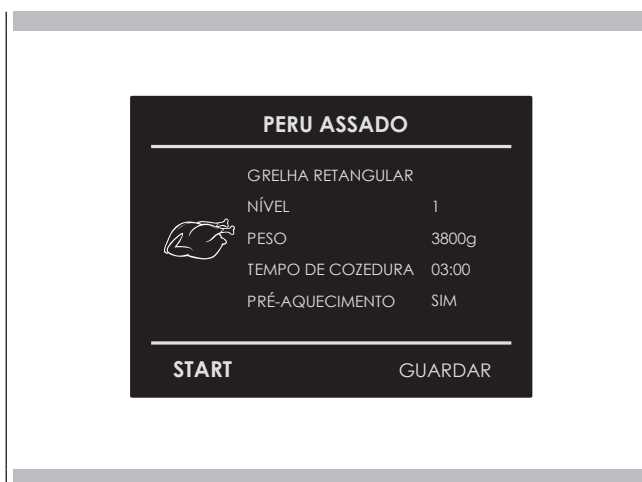 PERU ASSADO
GRELHA RETANGULAR
NÍVEL 1
PESO 3800g
TEMPO DE COZEDURA 03:00
PRÉ-AQUECIMENTO SIM
START GUARDAR